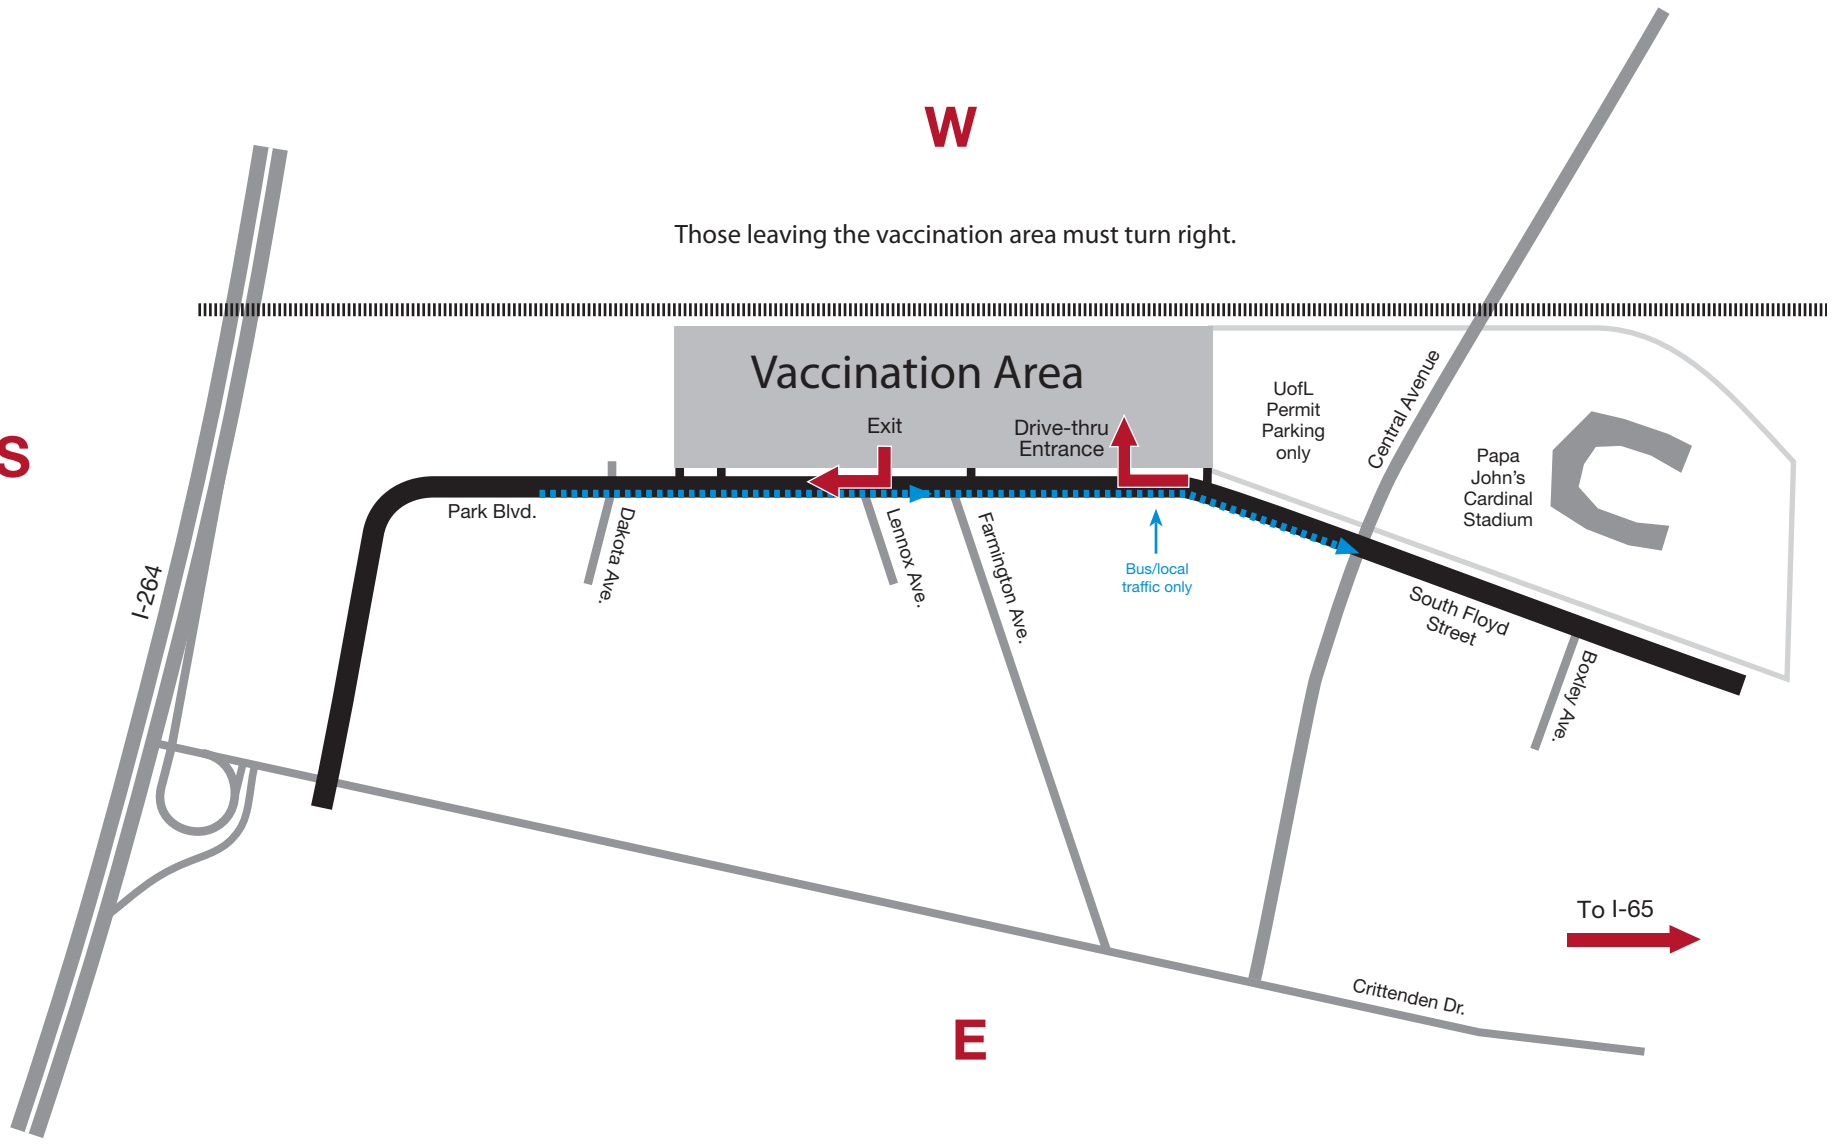 W
Those leaving the vaccination area must turn right.
Vaccination Area
Exit
Drive-thru
Entrance
UofL
Permit
Parking
only
Central Avenue
Papa
John's
Cardinal
Stadium
S
Park Blvd.
Dakota Ave.
Lennox Ave.
Farmington Ave.
Bus/local
traffic only
I-264
South Floyd
Street
Boxley Ave.
To I-65
Crittenden Dr.
E